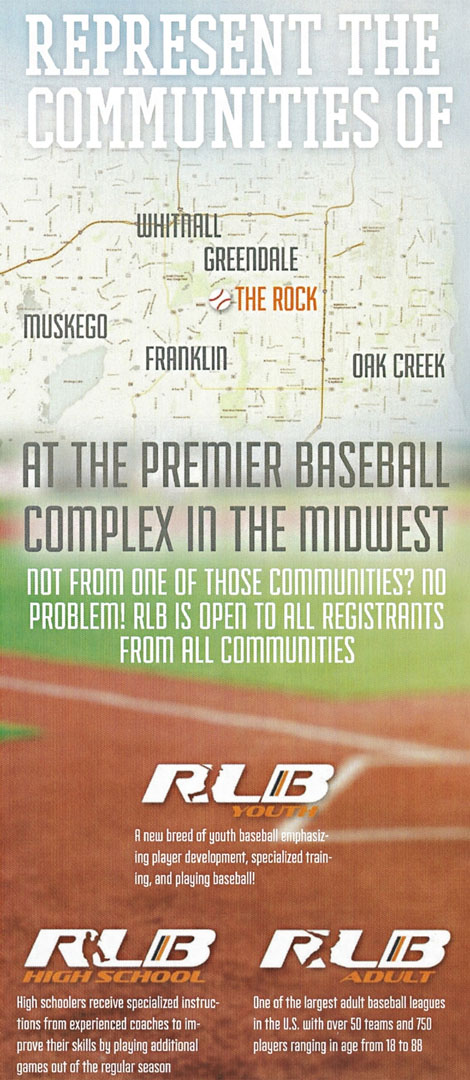 REPRESENT THE
COMMUNITIES OF
WHITNALL
GREENDALE
THE ROCK
MUSKEGO
FRANKLIN
OAK CREEK
AT THE PREMIER BASEBALL
COMPLEX IN THE MIDWEST
NOT FROM ONE OF THOSE COMMUNITIES? NO
PROBLEM! RLB IS OPEN TO ALL REGISTRANTS
FROM ALL COMMUNITIES
RLB
YOUTH
A new breed of youth baseball emphasiz-
ing player development, specialized train-
ing, and playing baseball!
RLB
HIGH SCHOOL
High schoolers receive specialized instruc-
tions from experienced coaches to im-
prove their skills by playing additional
games out of the regular season
RLB
ADULT
One of the largest adult baseball leagues
in the U.S. with over 50 teams and 750
players ranging in age from 18 to 88